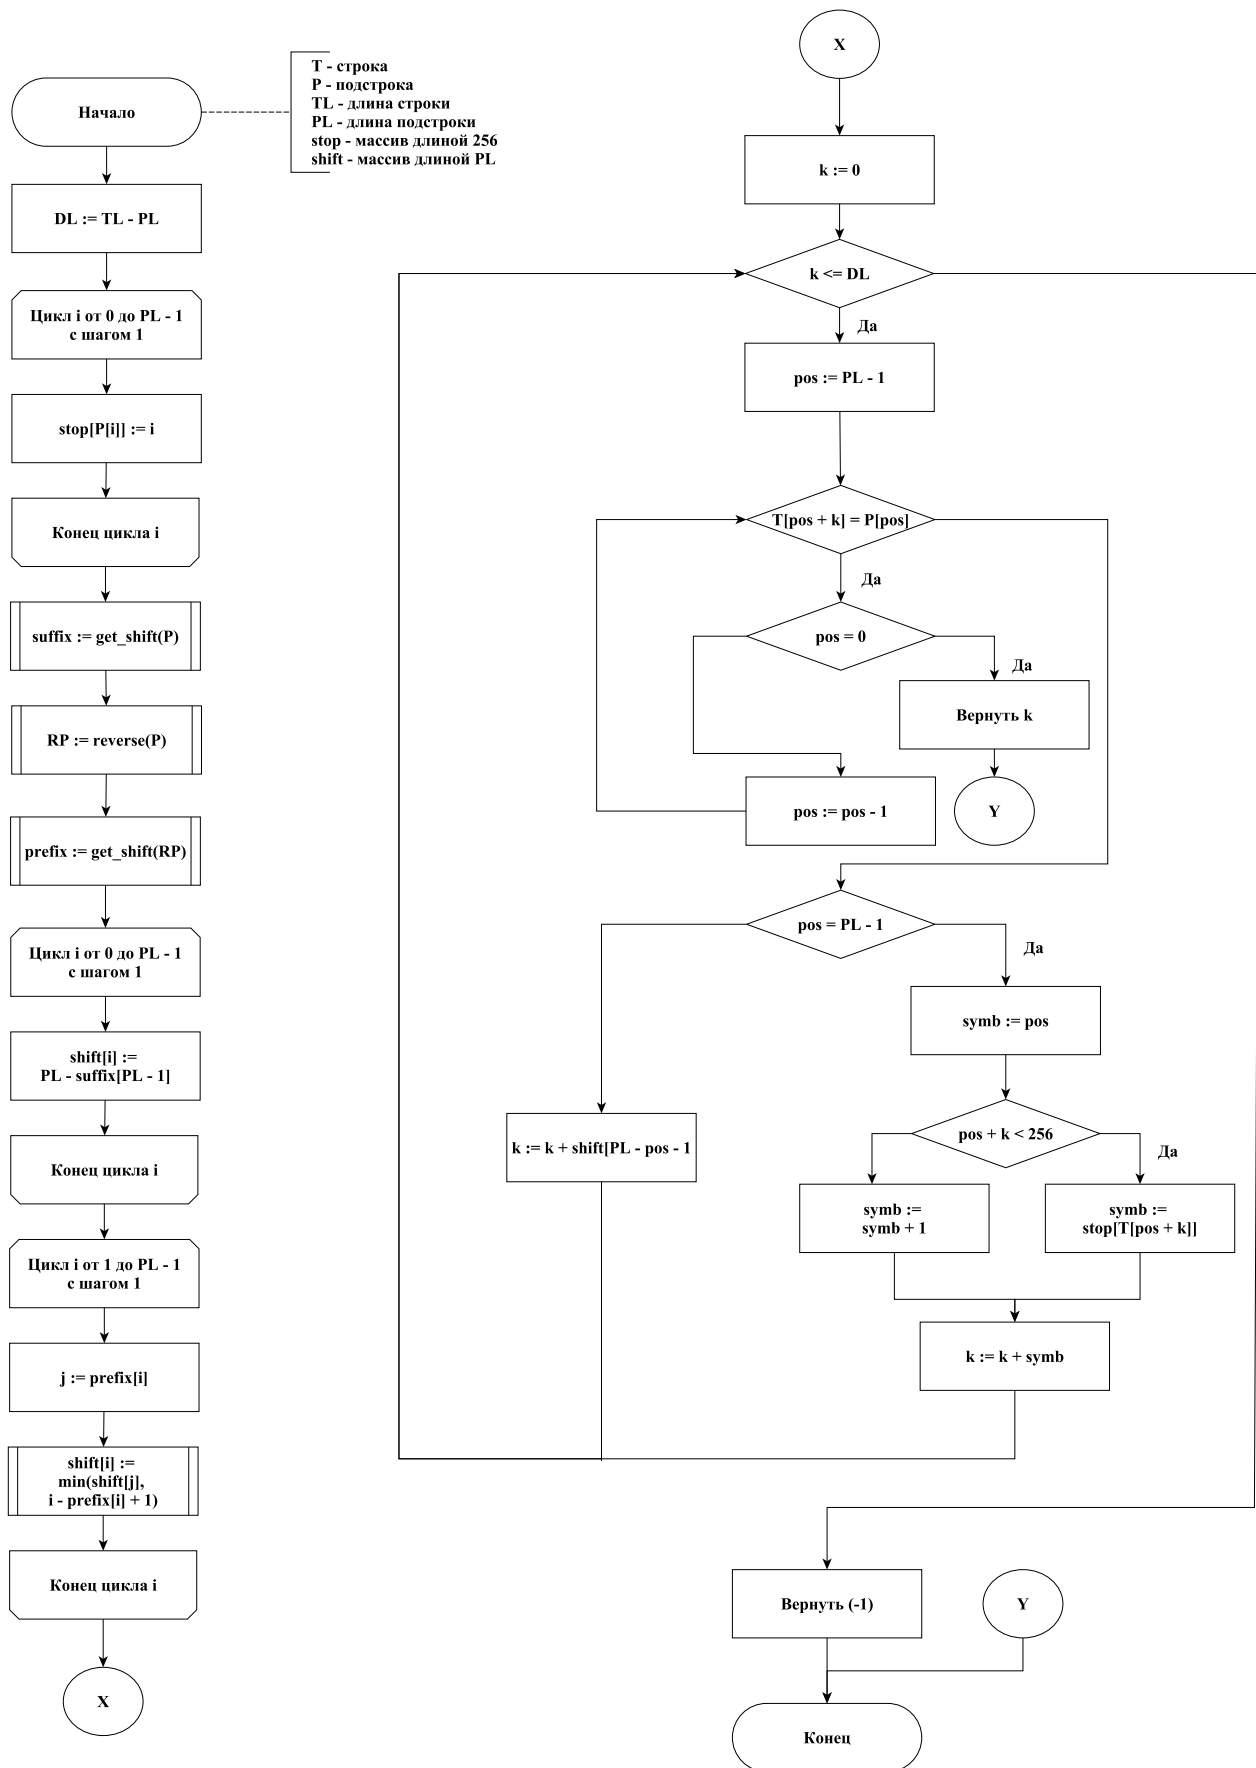 Начало
T - строка
P - подстрока
TL - длина строки
PL - длина подстроки
stop - массив длиной 256
shift - массив длиной PL
DL := TL - PL
Цикл i от 0 до PL - 1
с шагом 1
stop[P[i]] := i
Конец цикла i
suffix := get_shift(P)
RP := reverse(P)
prefix := get_shift(RP)
Цикл i от 0 до PL - 1
с шагом 1
shift[i] :=
PL - suffix[PL - 1]
Конец цикла i
Цикл i от 1 до PL - 1
с шагом 1
j := prefix[i]
shift[i] :=
min(shift[j],
i - prefix[i] + 1)
Конец цикла i
X
X
k := 0
k <= DL
Да
pos := PL - 1
T[pos + k] = P[pos]
Да
pos = 0
Да
Вернуть k
Y
pos := pos - 1
pos = PL - 1
Да
symb := pos
k := k + shift[PL - pos - 1
pos + k < 256
Да
symb :=
symb + 1
symb :=
stop[T[pos + k]]
k := k + symb
Вернуть (-1)
Y
Конец